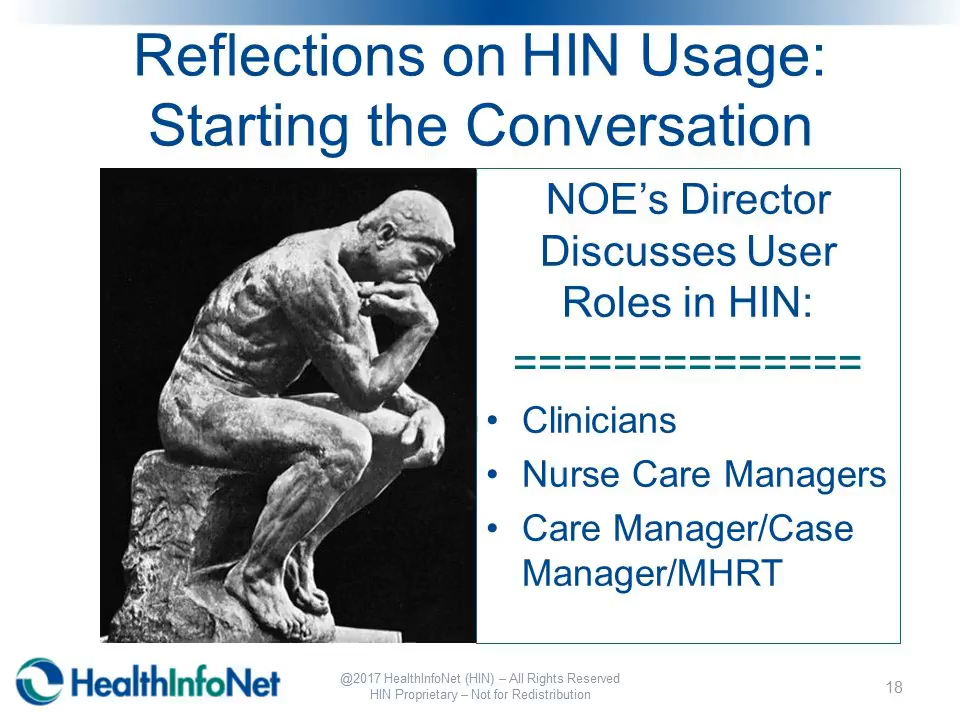 Reflections on HIN Usage:
Starting the Conversation
NOE’s Director
Discusses User
Roles in HIN:
==============
• Clinicians
• Nurse Care Managers
• Care Manager/Case
Manager/MHRT
HealthInfoNet
@2017 HealthInfoNet (HIN) – All Rights Reserved
HIN Proprietary – Not for Redistribution
18